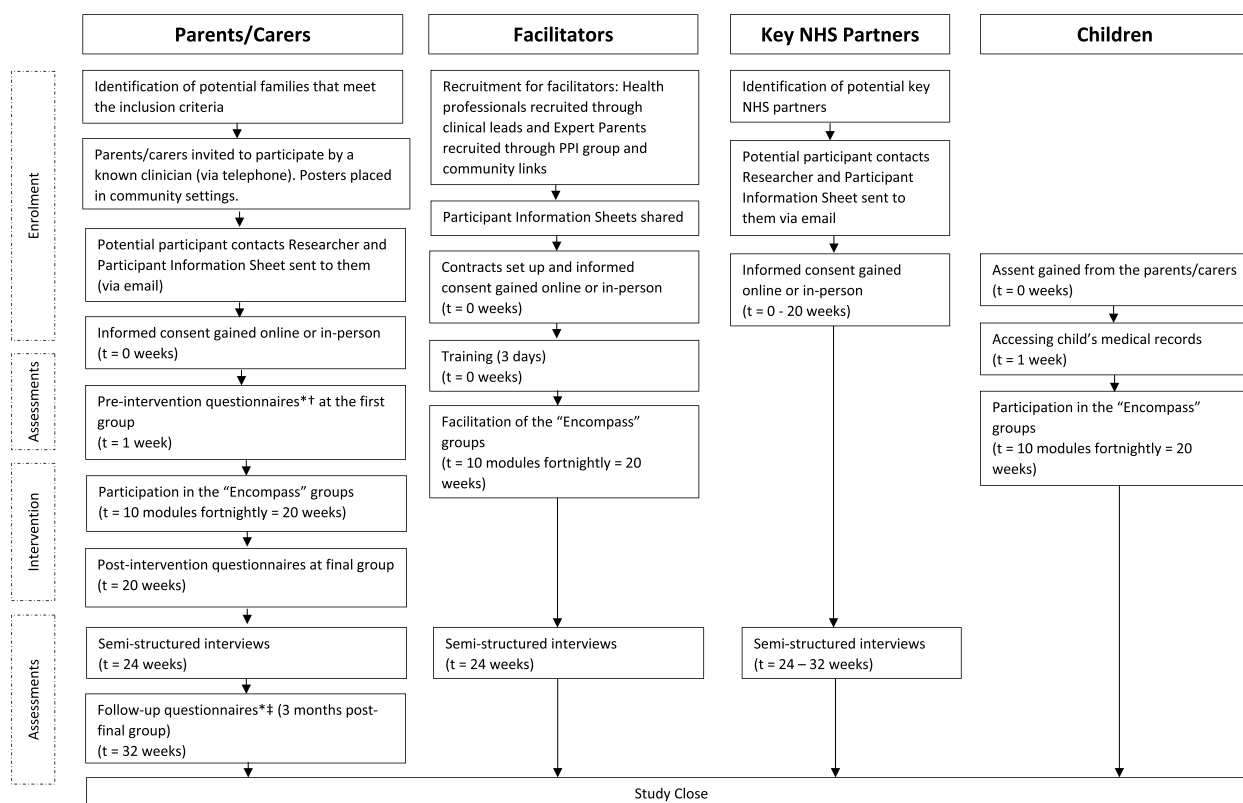 Parents/Carers
Facilitators
Key NHS Partners
Children
Enrolment
Assessments
Intervention
Assessments
Identification of potential families that meet
the inclusion criteria
Parents/carers invited to participate by a
known clinician (via telephone). Posters placed
in community settings.
Potential participant contacts Researcher and
Participant Information Sheet sent to them
(via email)
Informed consent gained online or in-person
(t = 0 weeks)
Pre-intervention questionnaires*† at the first
group
(t = 1 week)
Participation in the “Encompass” groups
(t = 10 modules fortnightly = 20 weeks)
Post-intervention questionnaires at final group
(t = 20 weeks)
Semi-structured interviews
(t = 24 weeks)
Follow-up questionnaires*‡ (3 months post-
final group)
(t = 32 weeks)
Recruitment for facilitators: Health
professionals recruited through
clinical leads and Expert Parents
recruited through PPI group and
community links
Participant Information Sheets shared
Contracts set up and informed
consent gained online or in-person
(t = 0 weeks)
Training (3 days)
(t = 0 weeks)
Facilitation of the “Encompass”
groups
(t = 10 modules fortnightly = 20
weeks)
Semi-structured interviews
(t = 24 weeks)
Identification of potential key
NHS partners
Potential participant contacts
Researcher and Participant
Information Sheet sent to
them via email
Informed consent gained
online or in-person
(t = 0 - 20 weeks)
Semi-structured interviews
(t = 24 – 32 weeks)
Assent gained from the parents/carers
(t = 0 weeks)
Accessing child’s medical records
(t = 1 week)
Participation in the “Encompass”
groups
(t = 10 modules fortnightly = 20
weeks)
Study Close